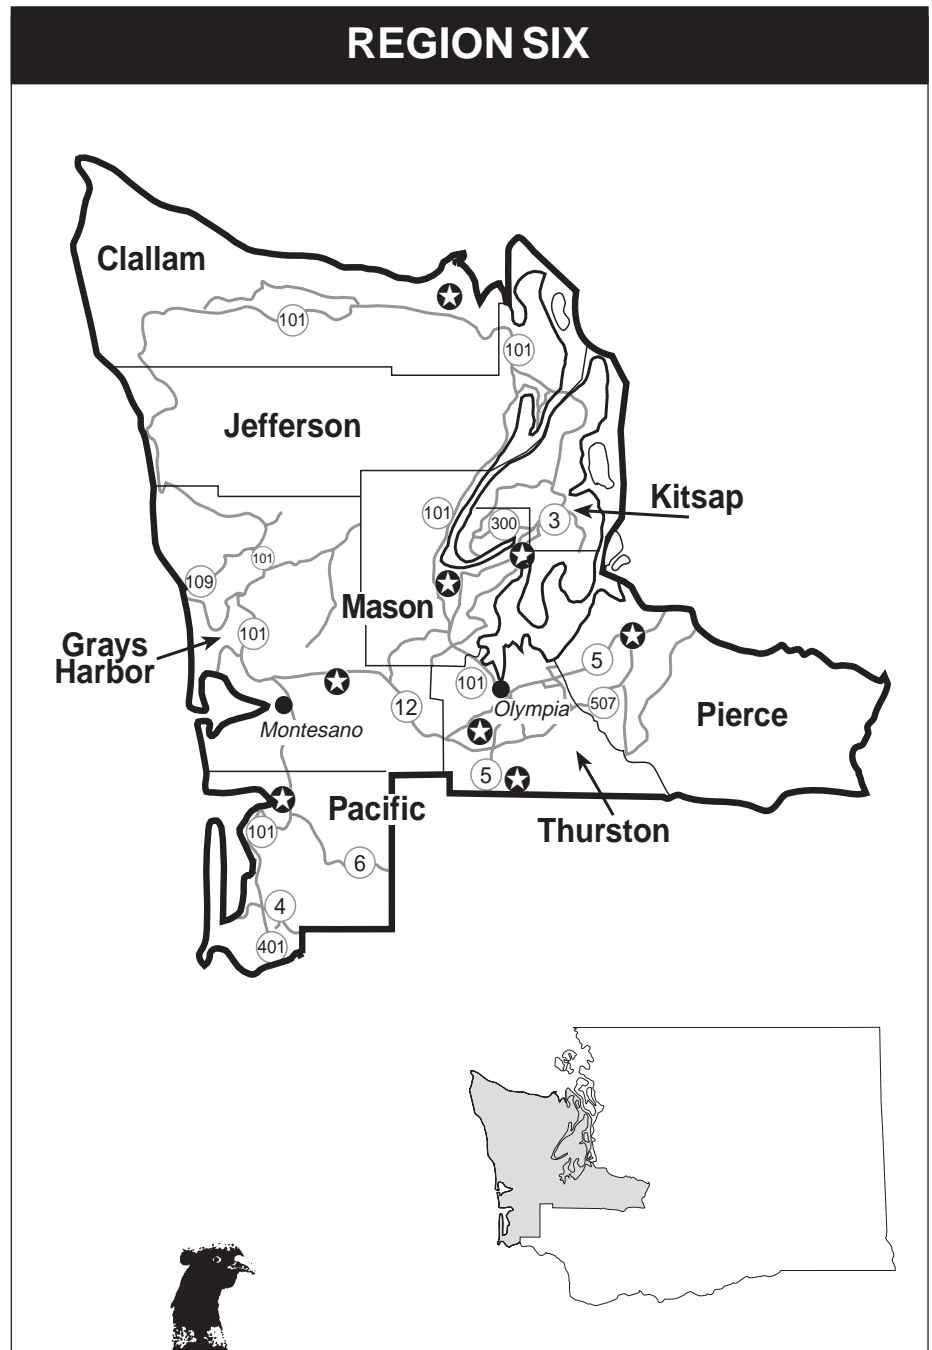 REGION SIX
Clallam
101
101
Jefferson
Kitsap
101
300
3
101
109
Mason
101
Grays
Harbor
5
101
507
12
Olympia
Pierce
Montesano
5
Pacific
Thurston
101
6
4
401